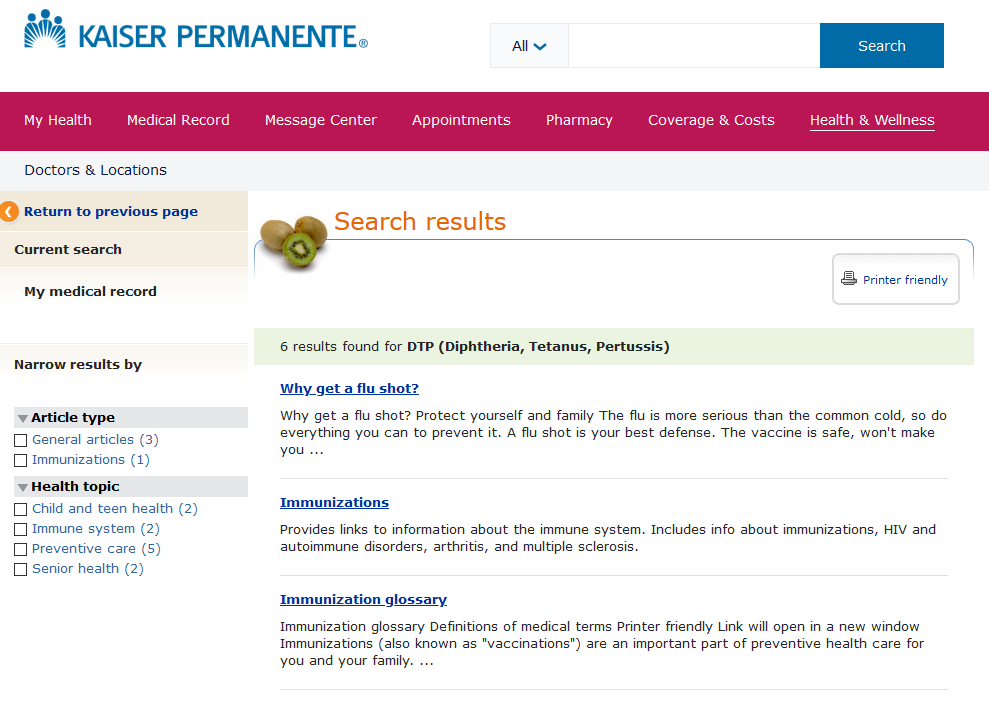 KAISER PERMANENTE®
All
Search
My Health
Medical Record
Message Center
Appointments
Pharmacy
Coverage & Costs
Health & Wellness
Doctors & Locations
Return to previous page
Current search
My medical record
Narrow results by
Article type
General articles (3)
Immunizations (1)
Health topic
Child and teen health (2)
Immune system (2)
Preventive care (5)
Senior health (2)
Search results
Printer friendly
6 results found for DTP (Diphtheria, Tetanus, Pertussis)
Why get a flu shot?
Why get a flu shot? Protect yourself and family The flu is more serious than the common cold, so do
everything you can to prevent it. A flu shot is your best defense. The vaccine is safe, won't make
you ...
Immunizations
Provides links to information about the immune system. Includes info about immunizations, HIV and
autoimmune disorders, arthritis, and multiple sclerosis.
Immunization glossary
Immunization glossary Definitions of medical terms Printer friendly Link will open in a new window
Immunizations (also known as "vaccinations") are an important part of preventive health care for
you and your family. ...